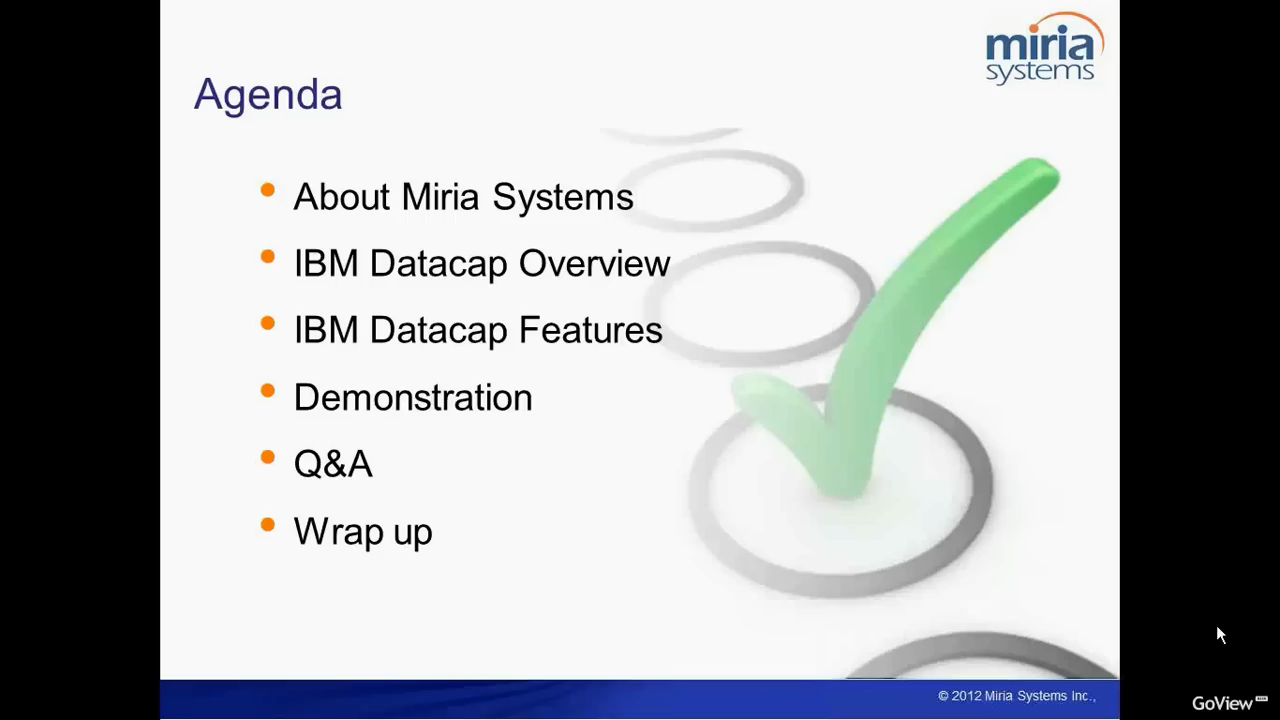 miria
systems
Agenda
• About Miria Systems
• IBM Datacap Overview
• IBM Datacap Features
• Demonstration
• Q&A
• Wrap up
© 2012 Miria Systems Inc.,
GoView